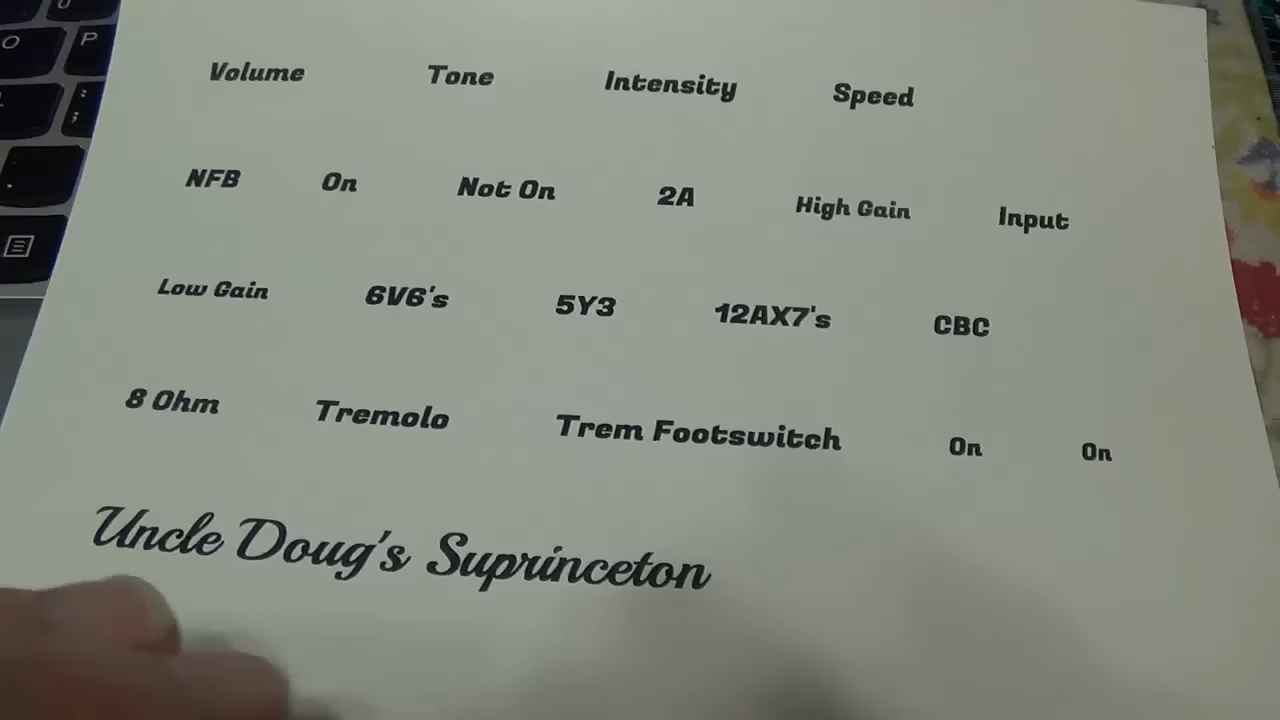 O P
Volume Tone Intensity Speed
NFB On Not On 2A High Gain Input
Low Gain 6V6's 5Y3 12AX7's CBC
8 Ohm Tremolo Trem Footswitch On On
Uncle Doug's Suprinceton